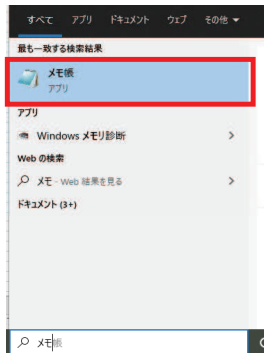 すべて アプリ ドキュメント ウェブ その他 ▼
最も一致する検索結果
メモ帳
アプリ
アプリ
Windows メモリ診断
Web の検索
メモ - Web 結果を見る
ドキュメント (3+)
メモ帳